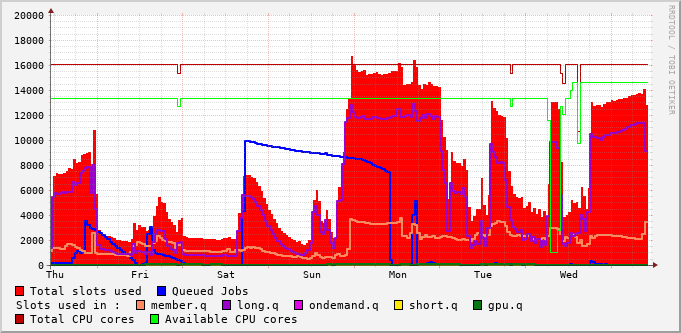 20000
18000
16000
14000
12000
10000
8000
6000
4000
2000
0
Thu Fri Sat Sun Mon Tue Wed
RRDTOOL / TOBI OETIKER
Total slots used Queued Jobs
Slots used in : member.q long.q ondemand.q short.q gpu.q
Total CPU cores Available CPU cores